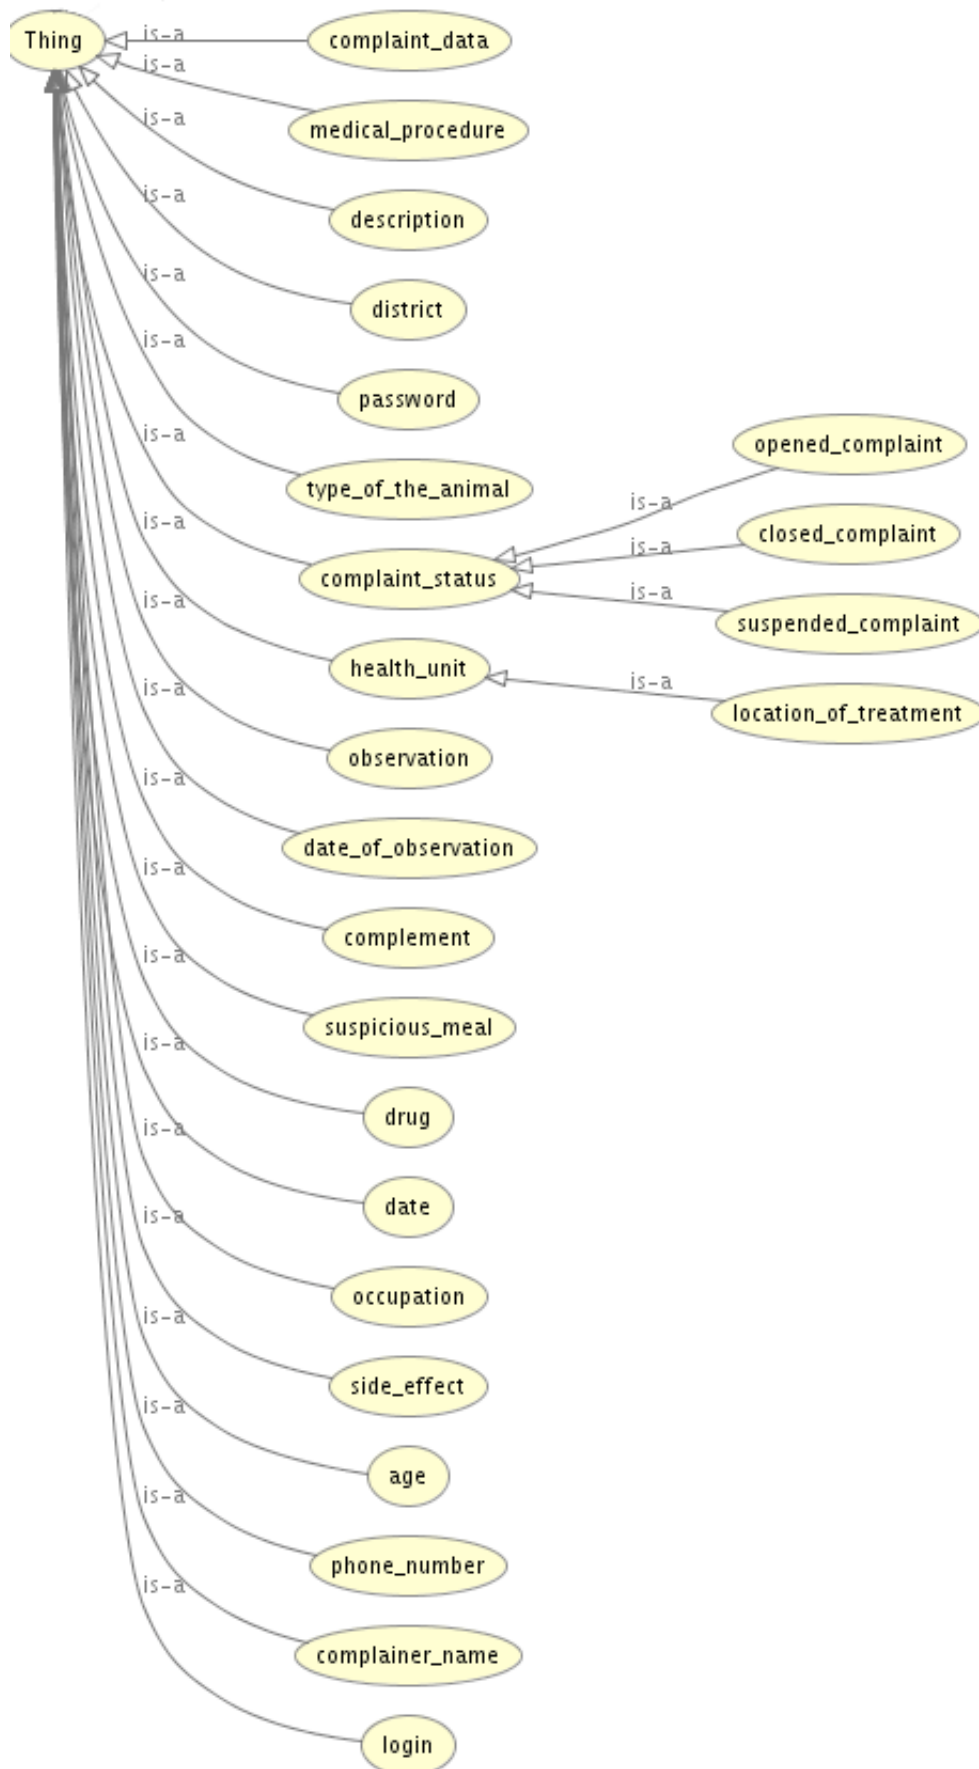 Thing
is-a
complaint_data
is-a
medical_procedure
is-a
description
is-a
district
is-a
password
is-a
type_of_the_animal
is-a
complaint_status
is-a
opened_complaint
is-a
closed_complaint
is-a
suspended_complaint
is-a
health_unit
is-a
location_of_treatment
is-a
observation
is-a
date_of_observation
is-a
complement
is-a
suspicious_meal
is-a
drug
is-a
date
is-a
occupation
is-a
side_effect
is-a
age
is-a
phone_number
is-a
complainer_name
is-a
login